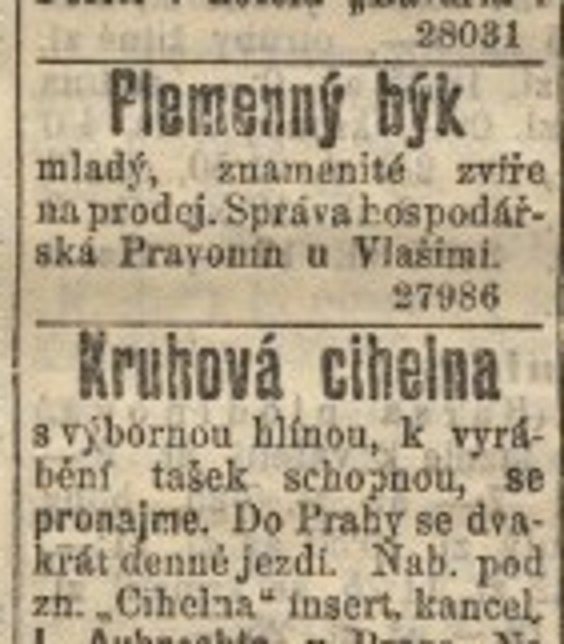 28031
Plemenný býk
mladý, znamenité zvíře
na prodej. Správa hospodář-
ská Pravonín u Vlašimi.
27986
Kruhová cihelna
s výbornou hlínou, k vyrá-
bění tašek schopnou, se
pronajme. Do Prahy se dva-
krát denně jezdí. Nab. pod
zn. „Cihelna“ insert. kancel.